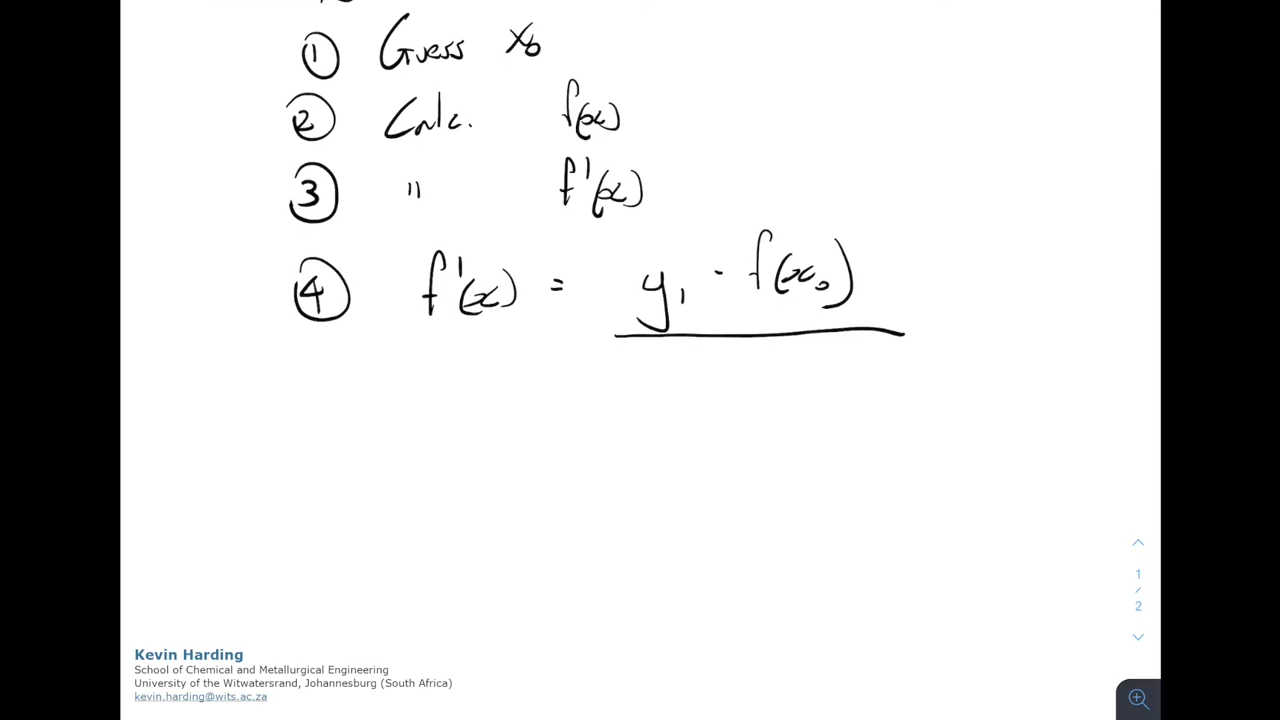 ① Guess x₀
② Calc. f(x)
③ " f'(x)
④ f'(x) = y₁ - f(x₀)
1
/
2
Kevin Harding
School of Chemical and Metallurgical Engineering
University of the Witwatersrand, Johannesburg (South Africa)
kevin.harding@wits.ac.za